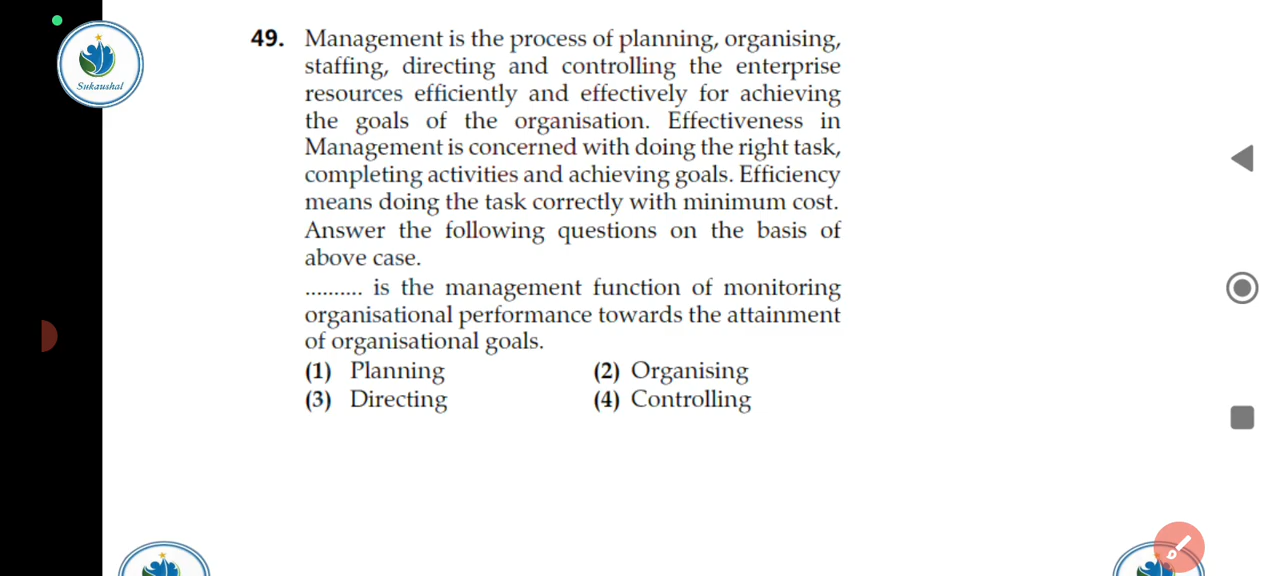 Sukaushal
49. Management is the process of planning, organising,
staffing, directing and controlling the enterprise
resources efficiently and effectively for achieving
the goals of the organisation. Effectiveness in
Management is concerned with doing the right task,
completing activities and achieving goals. Efficiency
means doing the task correctly with minimum cost.
Answer the following questions on the basis of
above case.
.......... is the management function of monitoring
organisational performance towards the attainment
of organisational goals.
(1) Planning (2) Organising
(3) Directing (4) Controlling